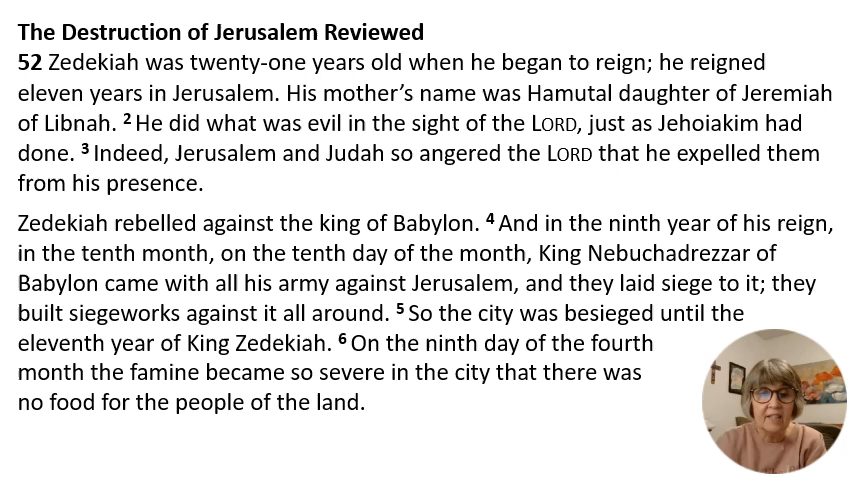 The Destruction of Jerusalem Reviewed
52 Zedekiah was twenty-one years old when he began to reign; he reigned
eleven years in Jerusalem. His mother’s name was Hamutal daughter of Jeremiah
of Libnah. 2 He did what was evil in the sight of the LORD, just as Jehoiakim had
done. 3 Indeed, Jerusalem and Judah so angered the LORD that he expelled them
from his presence.
Zedekiah rebelled against the king of Babylon. 4 And in the ninth year of his reign,
in the tenth month, on the tenth day of the month, King Nebuchadrezzar of
Babylon came with all his army against Jerusalem, and they laid siege to it; they
built siegeworks against it all around. 5 So the city was besieged until the
eleventh year of King Zedekiah. 6 On the ninth day of the fourth
month the famine became so severe in the city that there was
no food for the people of the land.